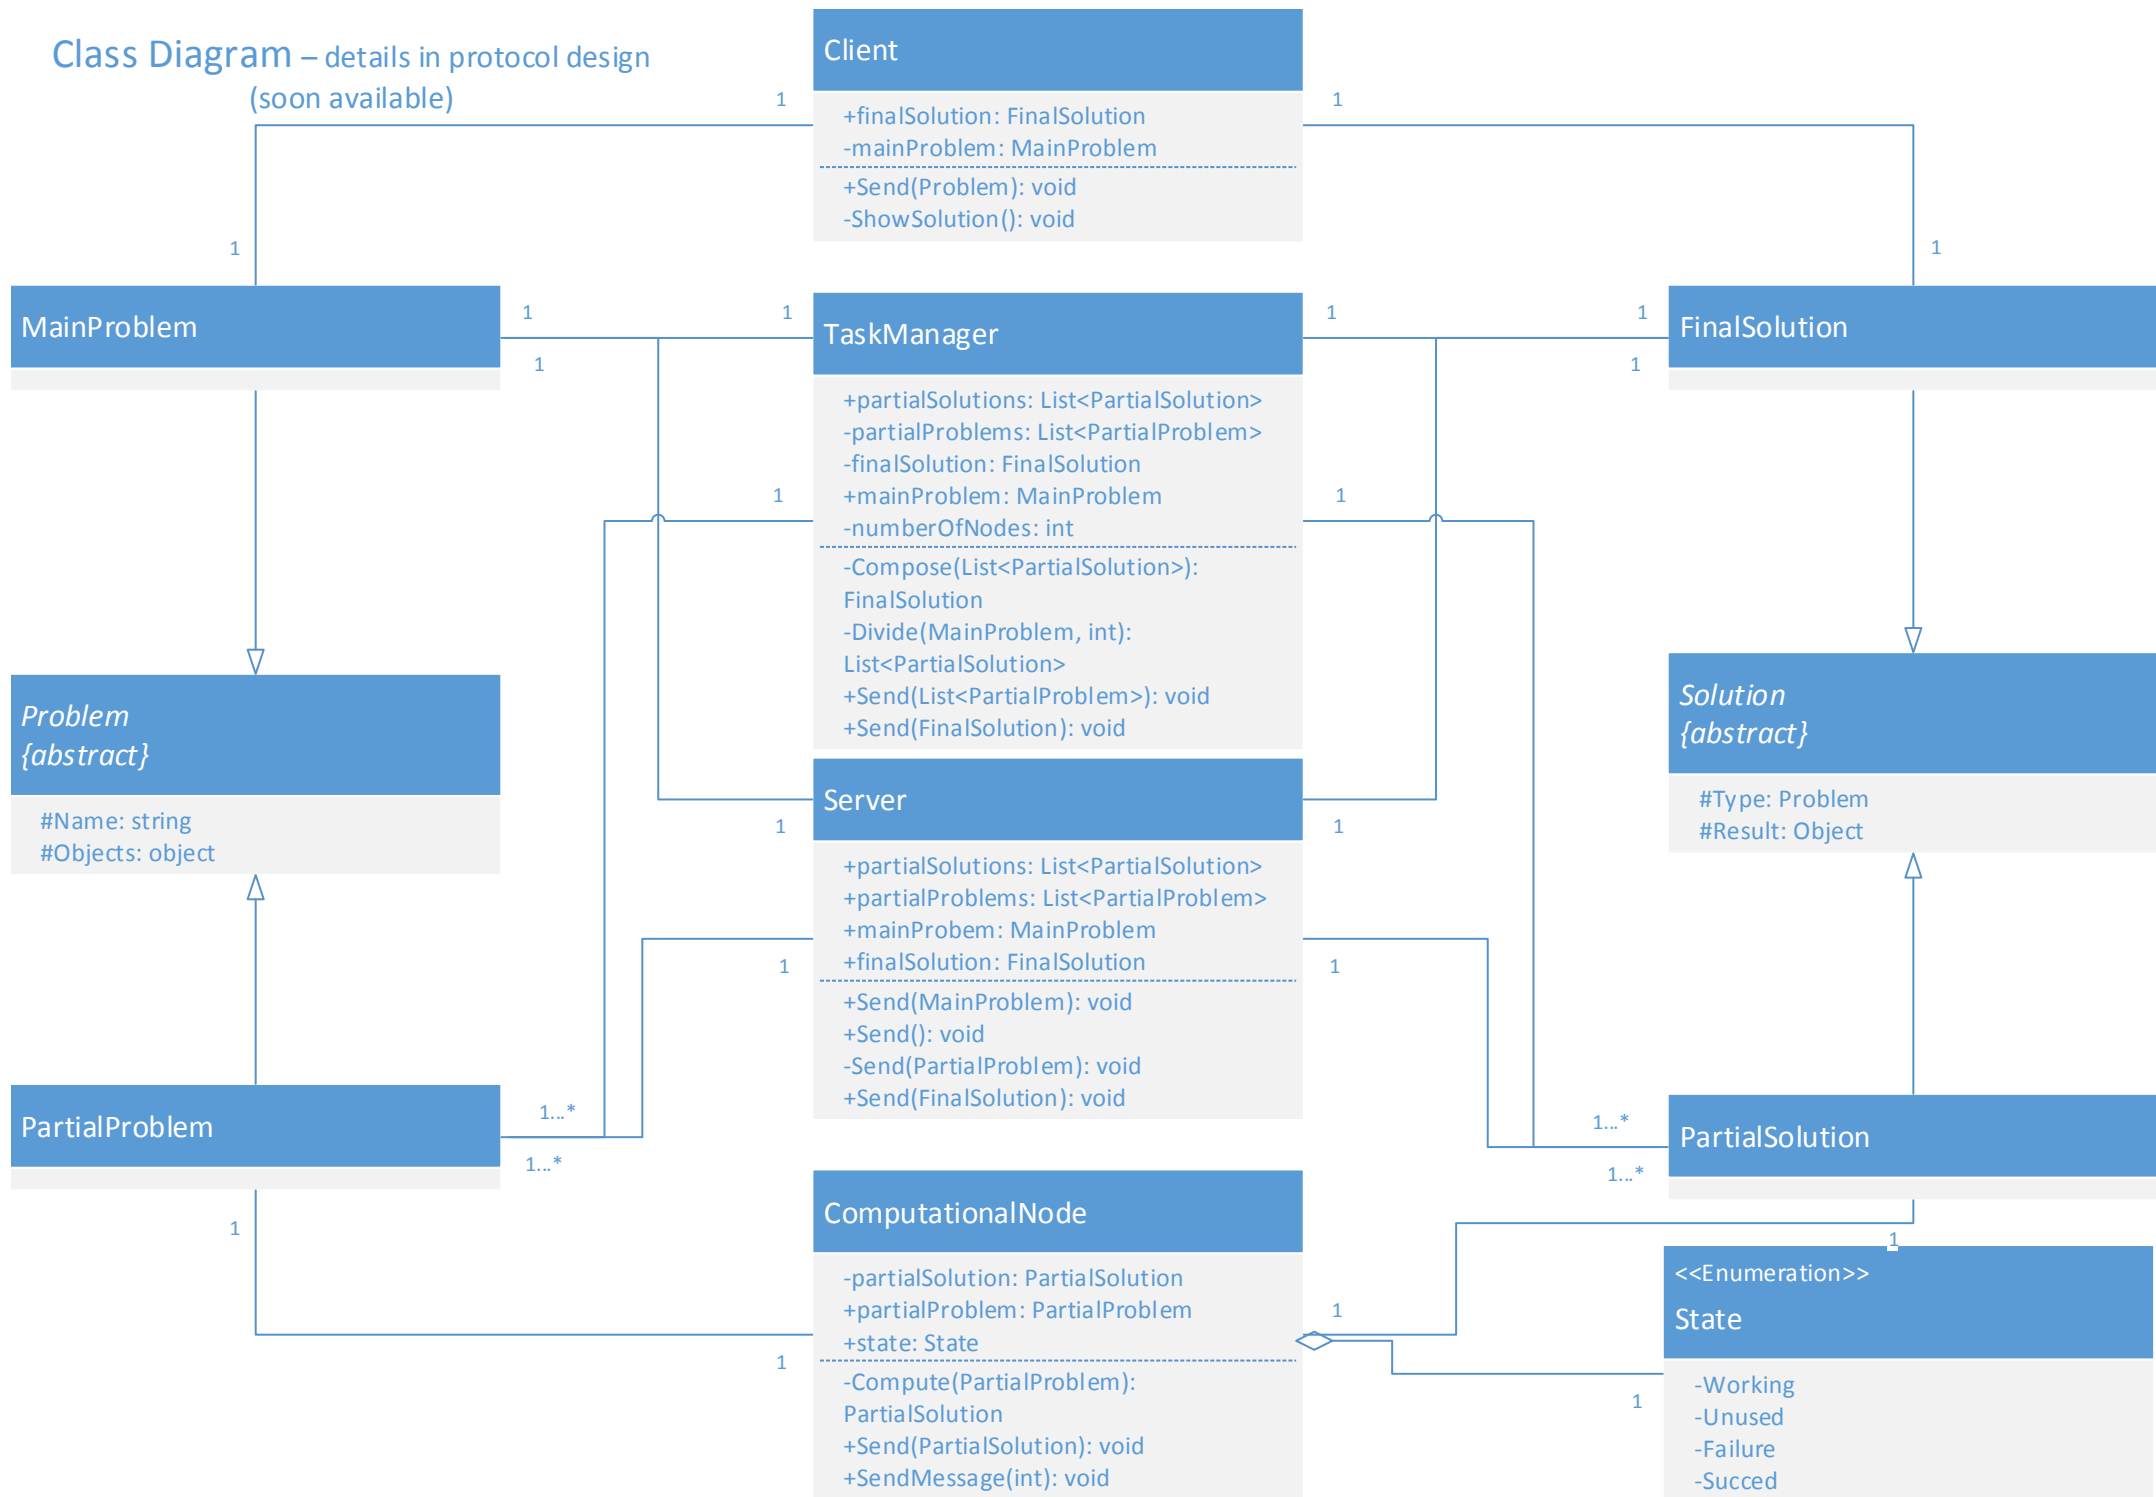 Class Diagram – details in protocol design
(soon available)
Client
+finalSolution: FinalSolution
-mainProblem: MainProblem
+Send(Problem): void
-ShowSolution(): void
1
1
1
1
MainProblem
1
1
1
TaskManager
+partialSolutions: List<PartialSolution>
-partialProblems: List<PartialProblem>
-finalSolution: FinalSolution
+mainProblem: MainProblem
-numberOfNodes: int
-Compose(List<PartialSolution>):
FinalSolution
-Divide(MainProblem, int):
List<PartialSolution>
+Send(List<PartialProblem>): void
+Send(FinalSolution): void
1
1
1
FinalSolution
1
1
Problem
{abstract}
#Name: string
#Objects: object
Solution
{abstract}
#Type: Problem
#Result: Object
Server
+partialSolutions: List<PartialSolution>
+partialProblems: List<PartialProblem>
+mainProbem: MainProblem
+finalSolution: FinalSolution
+Send(MainProblem): void
+Send(): void
-Send(PartialProblem): void
+Send(FinalSolution): void
1
1
1
1
PartialProblem
1...*
1...*
1
1...*
1...*
PartialSolution
1
ComputationalNode
-partialSolution: PartialSolution
+partialProblem: PartialProblem
+state: State
-Compute(PartialProblem):
PartialSolution
+Send(PartialSolution): void
+SendMessage(int): void
1
1
1
<<Enumeration>>
State
-Working
-Unused
-Failure
-Succed